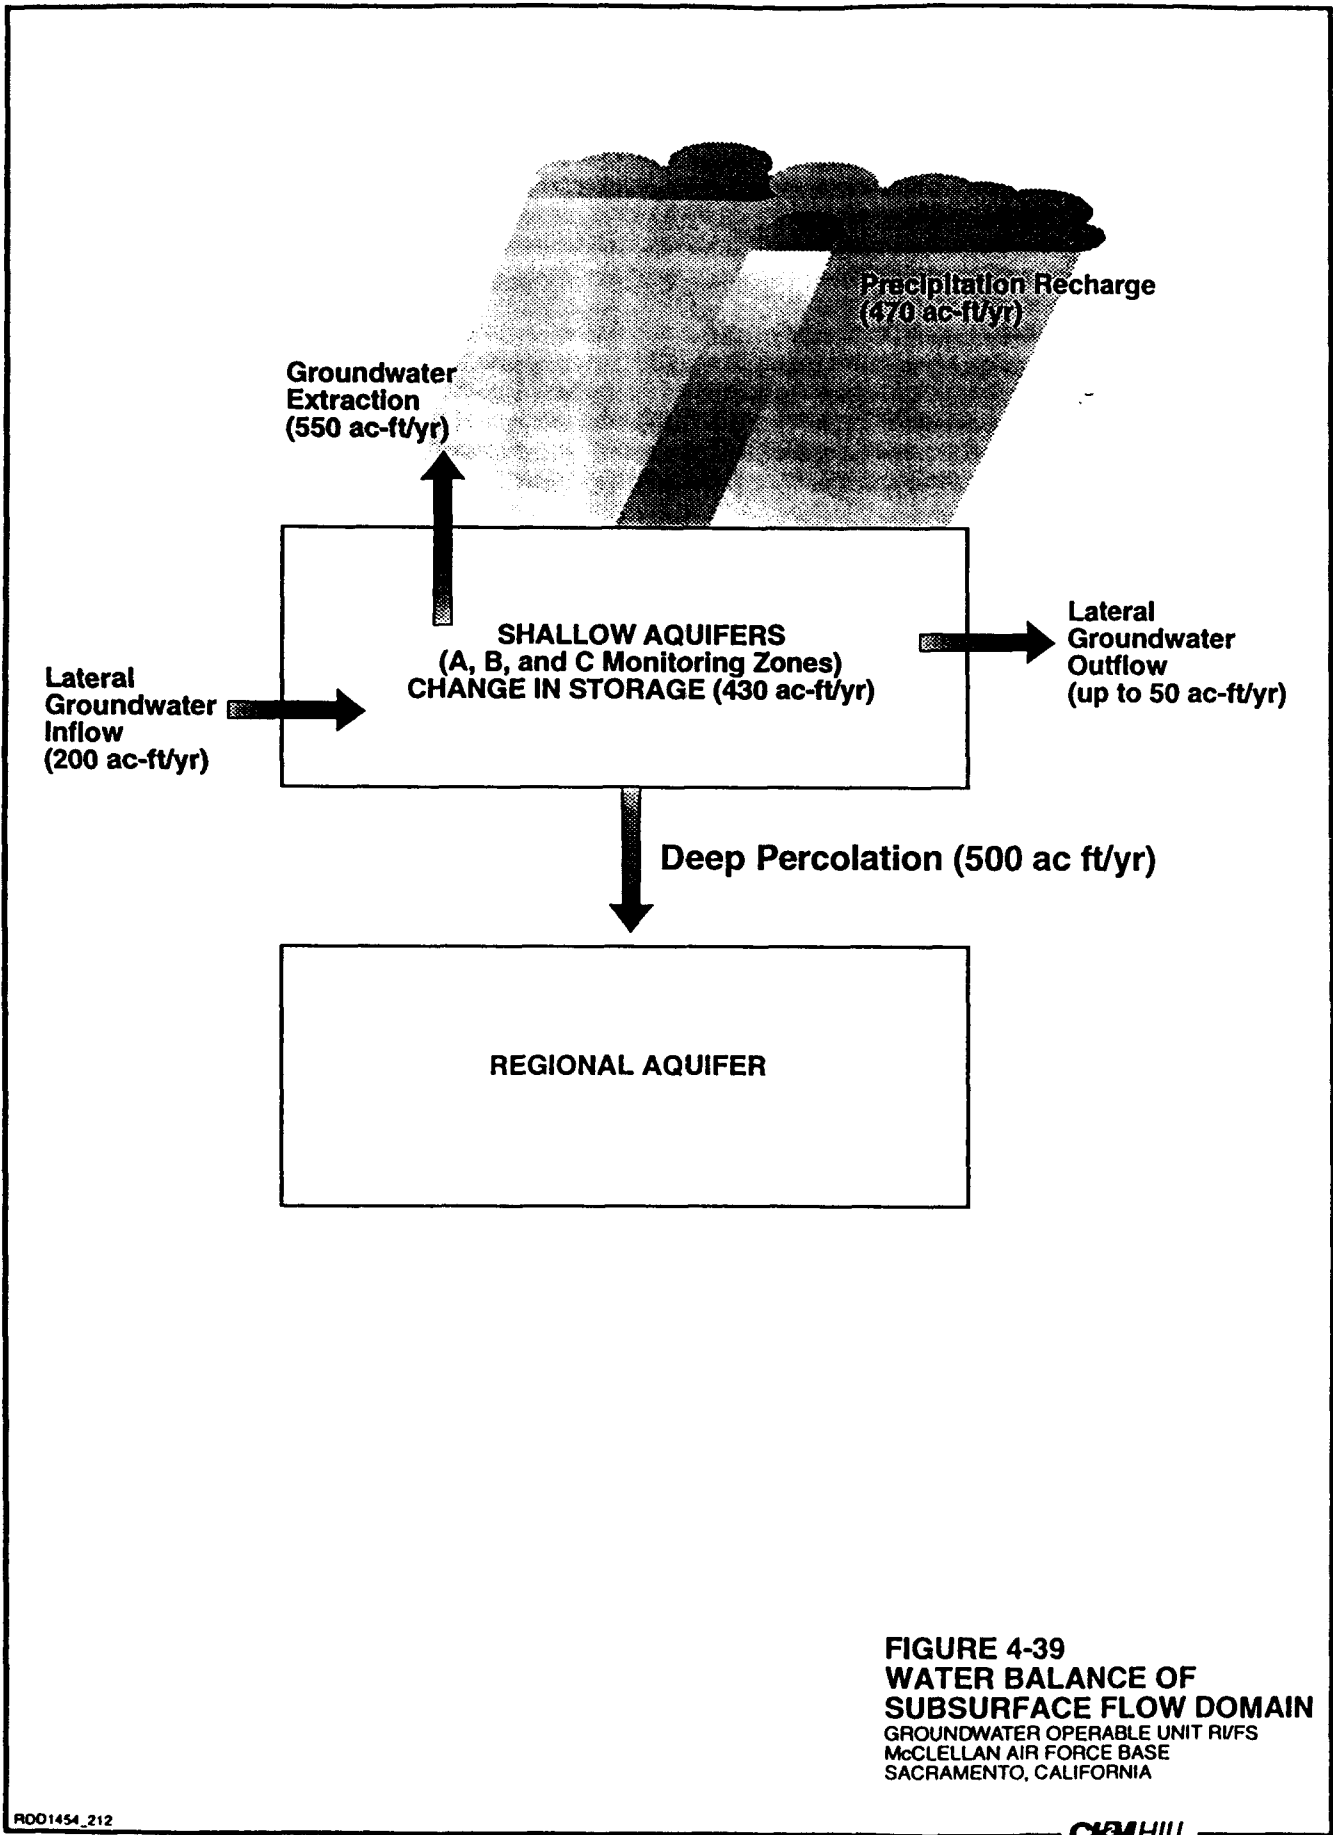 Precipitation Recharge
(470 ac-ft/yr)
Groundwater
Extraction
(550 ac-ft/yr)
SHALLOW AQUIFERS
(A, B, and C Monitoring Zones)
CHANGE IN STORAGE (430 ac-ft/yr)
Lateral
Groundwater
Outflow
(up to 50 ac-ft/yr)
Lateral
Groundwater
Inflow
(200 ac-ft/yr)
Deep Percolation (500 ac ft/yr)
REGIONAL AQUIFER
FIGURE 4-39
WATER BALANCE OF
SUBSURFACE FLOW DOMAIN
GROUNDWATER OPERABLE UNIT RI/FS
McCLELLAN AIR FORCE BASE
SACRAMENTO, CALIFORNIA
RDD1454_212
CH2M HILL